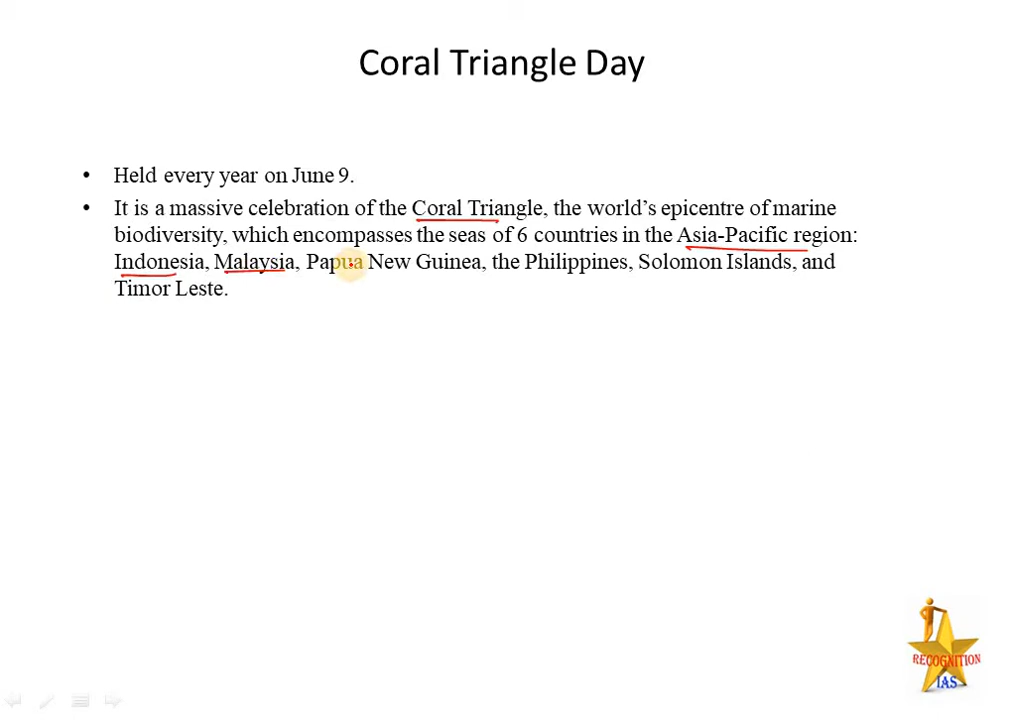 Coral Triangle Day
• Held every year on June 9.
• It is a massive celebration of the Coral Triangle, the world’s epicentre of marine
biodiversity, which encompasses the seas of 6 countries in the Asia-Pacific region:
Indonesia, Malaysia, Papua New Guinea, the Philippines, Solomon Islands, and
Timor Leste.
RECOGNITION
IAS